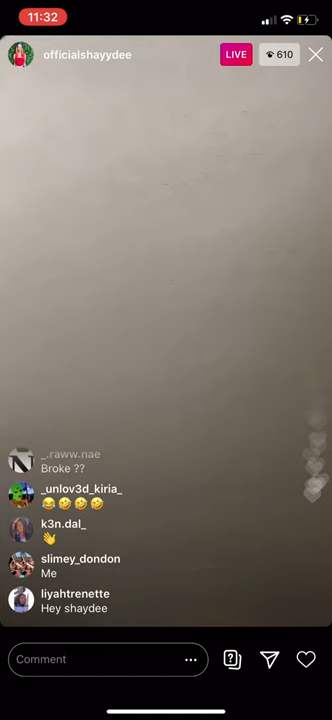 11:32
officialshayydee
LIVE
610
_.raww.nae
Broke ??
_unlov3d_kiria_
😂🤣🤣🤣
k3n.dal_
👋
slimey_dondon
Me
liyahtrenette
Hey shaydee
Comment